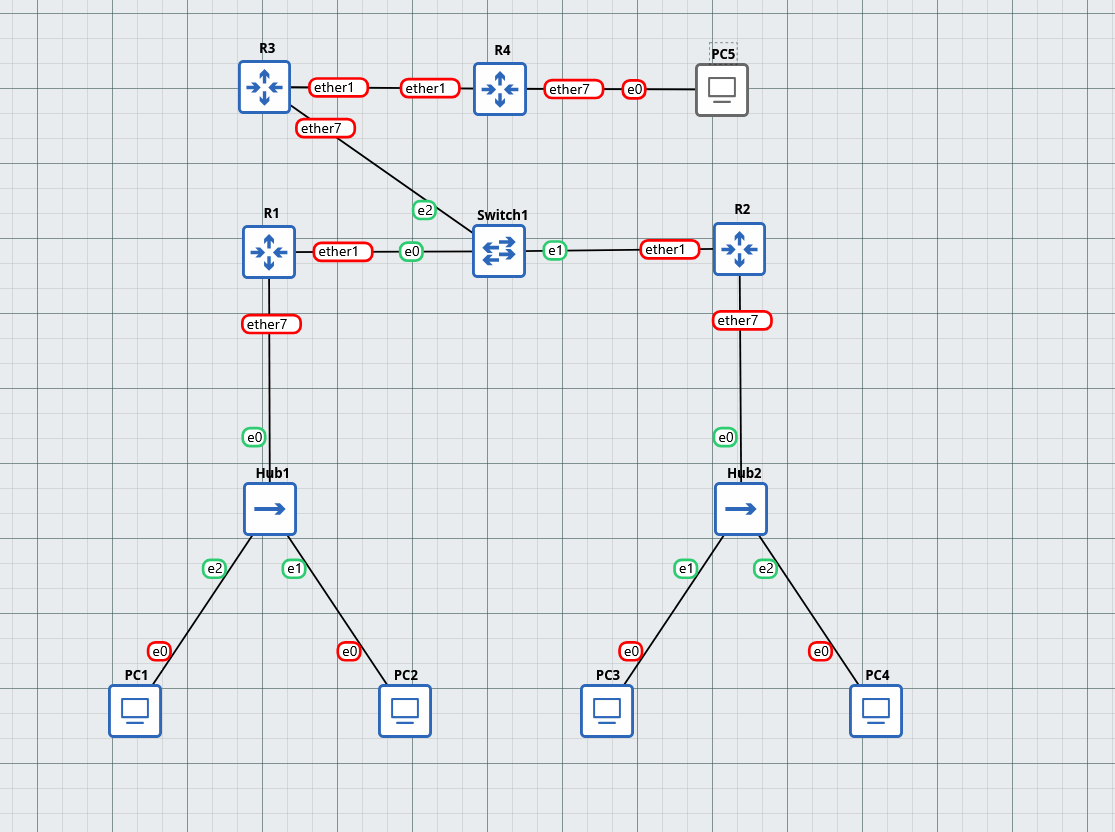 R3
R4
PC5
ether1
ether1
ether7
e0
ether7
e2
R1
Switch1
R2
ether1
e0
e1
ether1
ether7
ether7
e0
e0
Hub1
Hub2
e2
e1
e1
e2
e0
e0
e0
e0
PC1
PC2
PC3
PC4